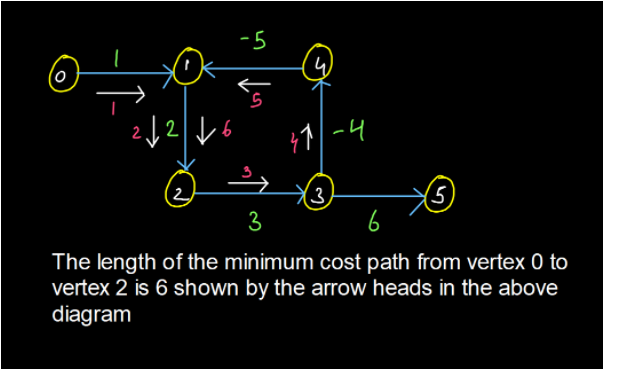 -5
1
0 1 4
1 5
2 2 6 4 -4
3
2 3 5
3 6
The length of the minimum cost path from vertex 0 to
vertex 2 is 6 shown by the arrow heads in the above
diagram